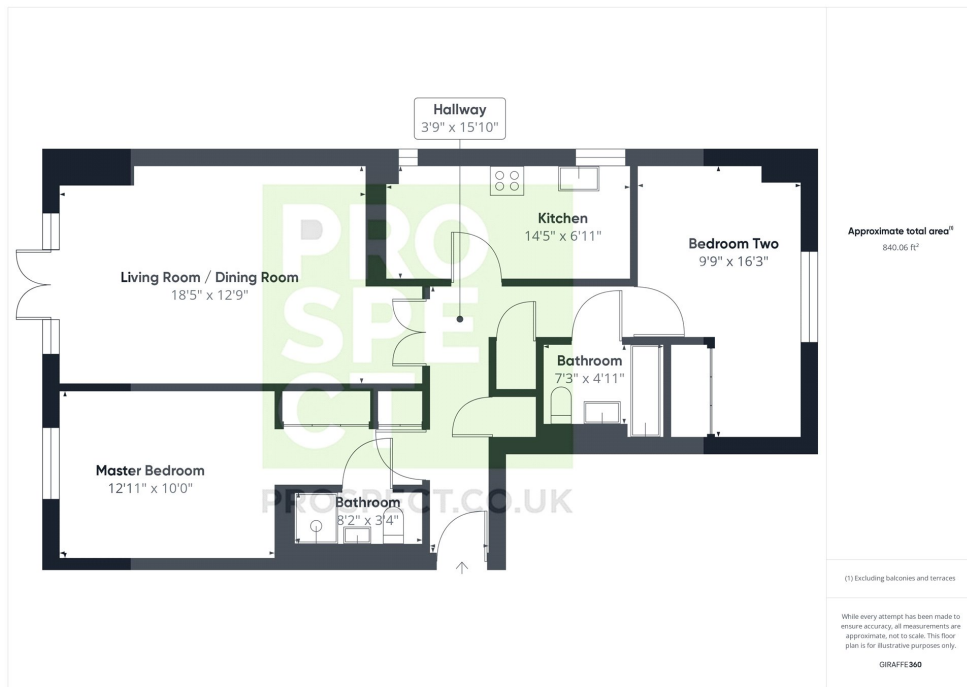 Hallway
3'9" x 15'10"
PRO
SPE
CT
Kitchen
14'5" x 6'11"
Bedroom Two
9'9" x 16'3"
Living Room / Dining Room
18'5" x 12'9"
Bathroom
7'3" x 4'11"
Master Bedroom
12'11" x 10'0"
Bathroom
8'2" x 3'4"
PROSPECT.CO.UK
Approximate total area⁽¹⁾
840.06 ft²
(1) Excluding balconies and terraces
While every attempt has been made to
ensure accuracy, all measurements are
approximate, not to scale. This floor
plan is for illustrative purposes only.
GIRAFFE360